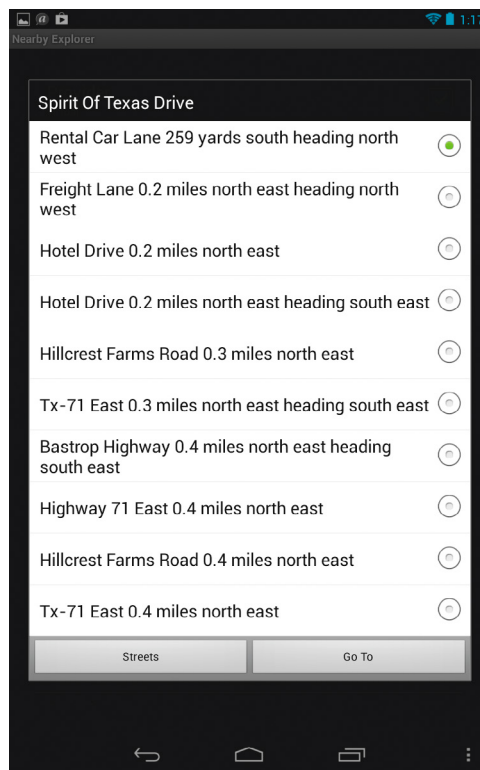 1:17
Nearby Explorer
Spirit Of Texas Drive
Rental Car Lane 259 yards south heading north
west
Freight Lane 0.2 miles north east heading north
west
Hotel Drive 0.2 miles north east
Hotel Drive 0.2 miles north east heading south east
Hillcrest Farms Road 0.3 miles north east
Tx-71 East 0.3 miles north east heading south east
Bastrop Highway 0.4 miles north east heading
south east
Highway 71 East 0.4 miles north east
Hillcrest Farms Road 0.4 miles north east
Tx-71 East 0.4 miles north east
Streets
Go To